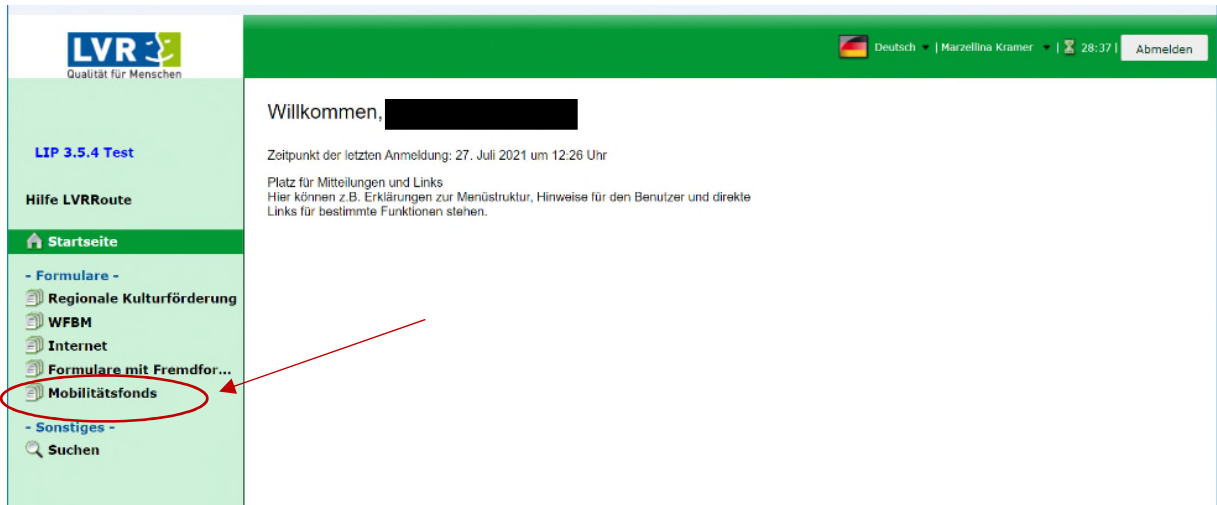 LVR
Qualität für Menschen
Deutsch | Marzellina Kramer | 28:37 | Abmelden
LIP 3.5.4 Test
Hilfe LVRRoute
Startseite
- Formulare -
Regionale Kulturförderung
WFBM
Internet
Formulare mit Fremdfor...
Mobilitätsfonds
- Sonstiges -
Suchen
Willkommen,
Zeitpunkt der letzten Anmeldung: 27. Juli 2021 um 12:26 Uhr
Platz für Mitteilungen und Links
Hier können z.B. Erklärungen zur Menüstruktur, Hinweise für den Benutzer und direkte
Links für bestimmte Funktionen stehen.